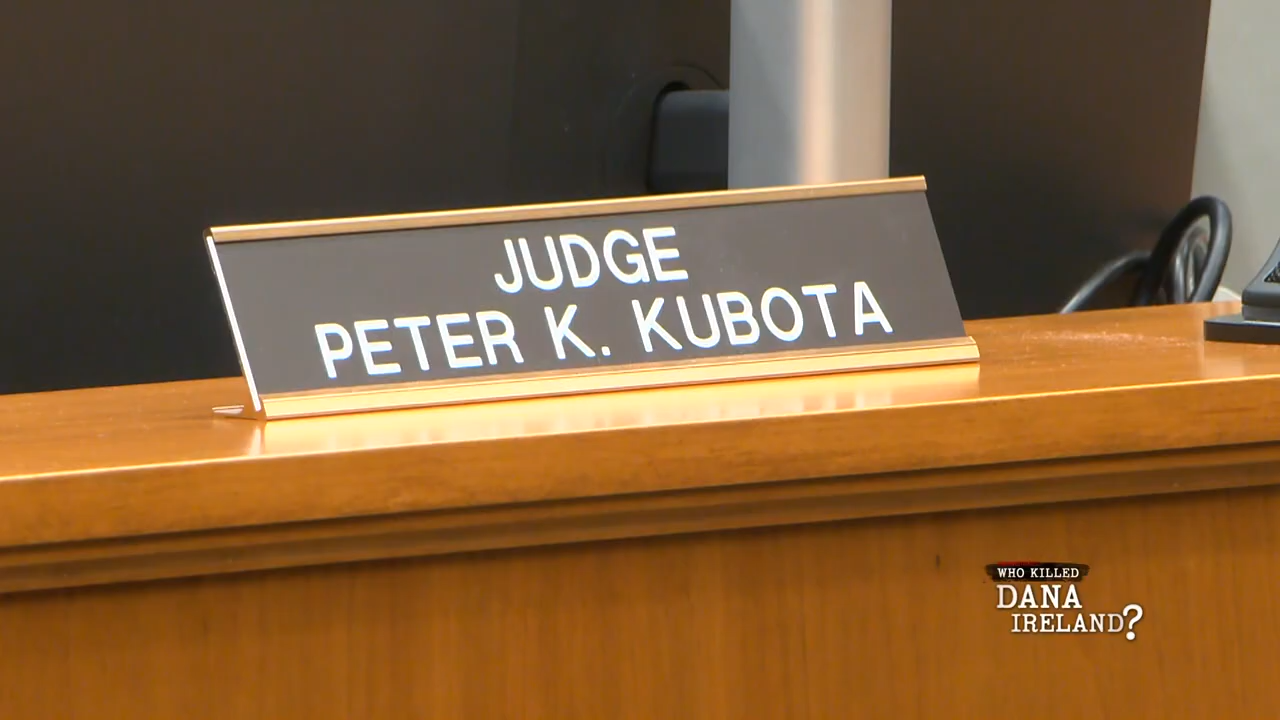 JUDGE
PETER K. KUBOTA
WHO KILLED
DANA
IRELAND?